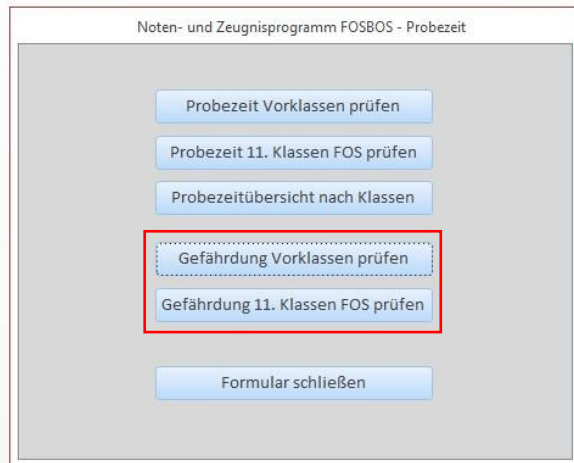 Noten- und Zeugnisprogramm FOSBOS - Probezeit
Probezeit Vorklassen prüfen
Probezeit 11. Klassen FOS prüfen
Probezeitübersicht nach Klassen
Gefährdung Vorklassen prüfen
Gefährdung 11. Klassen FOS prüfen
Formular schließen